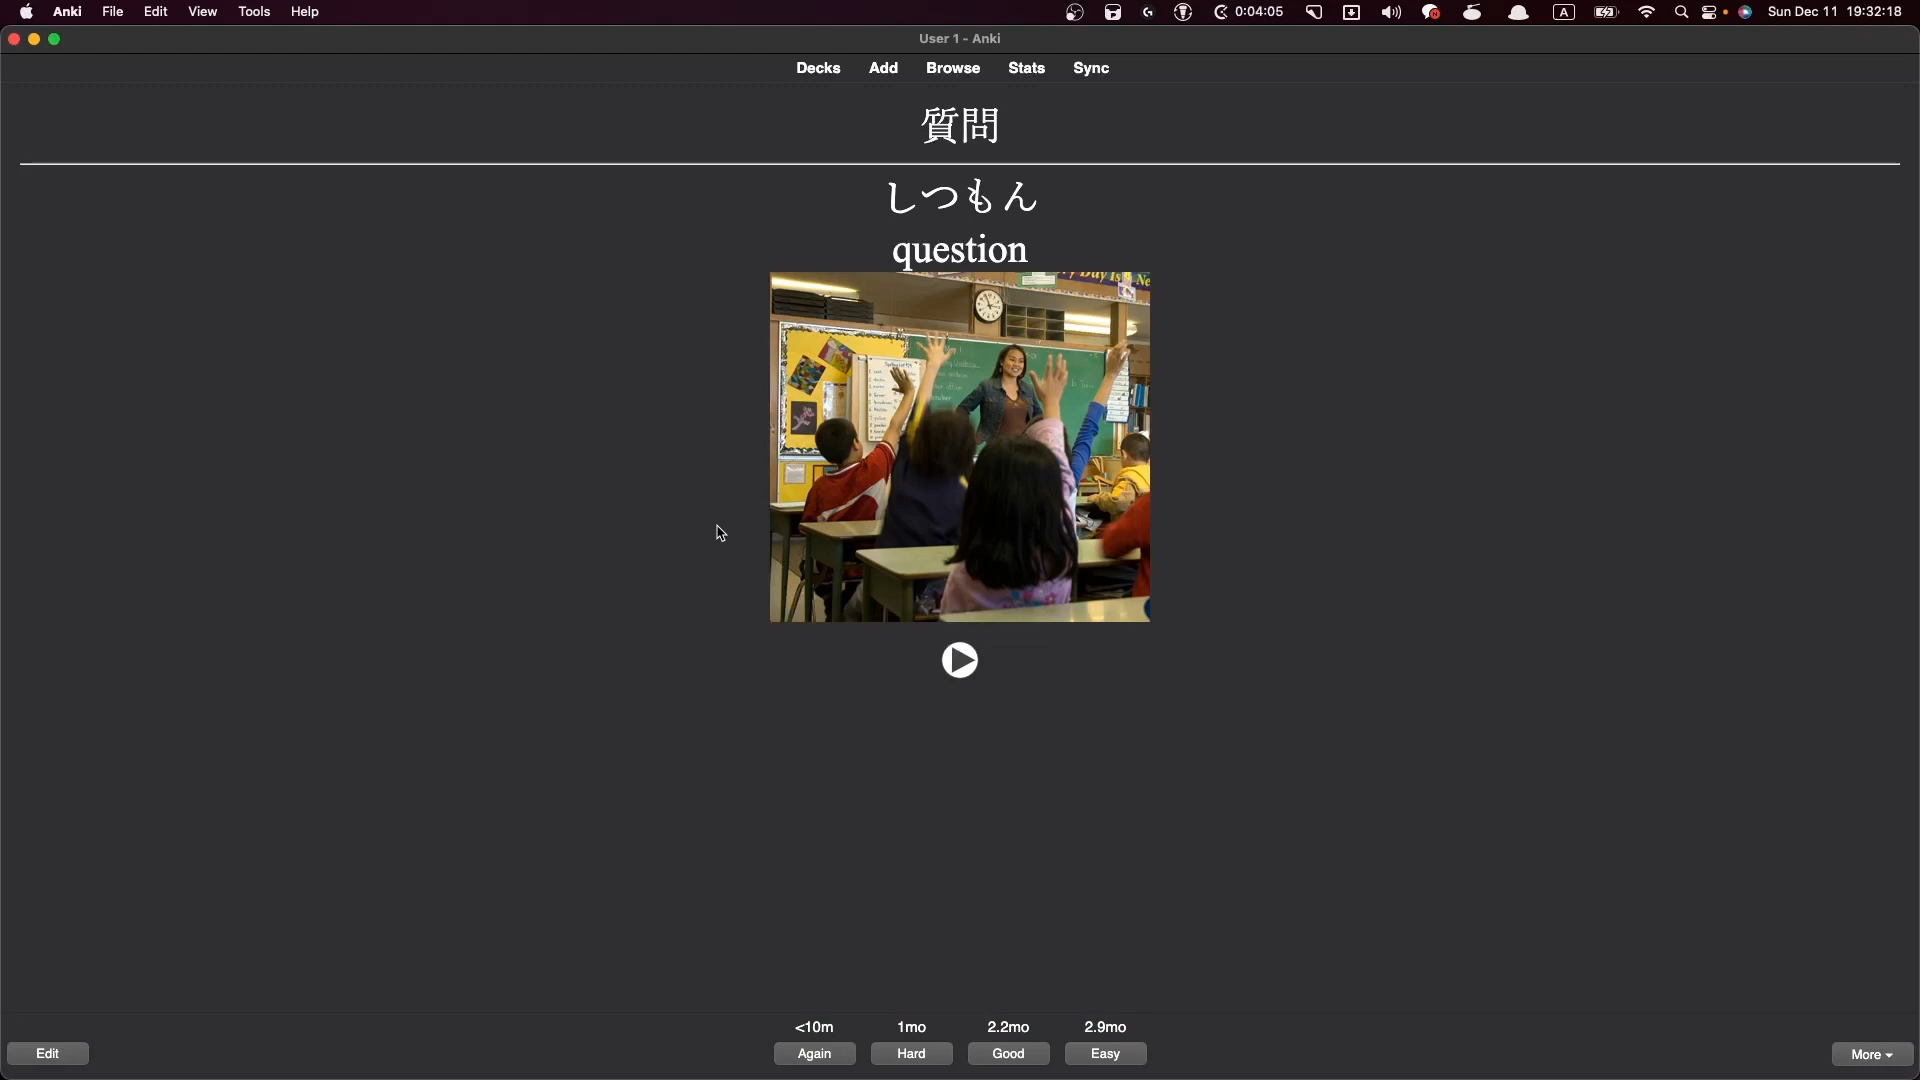 Anki File Edit View Tools Help 0:04:05 A Sun Dec 11 19:32:18
User 1 - Anki
Decks Add Browse Stats Sync
質問
しつもん
question
<10m 1mo 2.2mo 2.9mo
Edit Again Hard Good Easy More